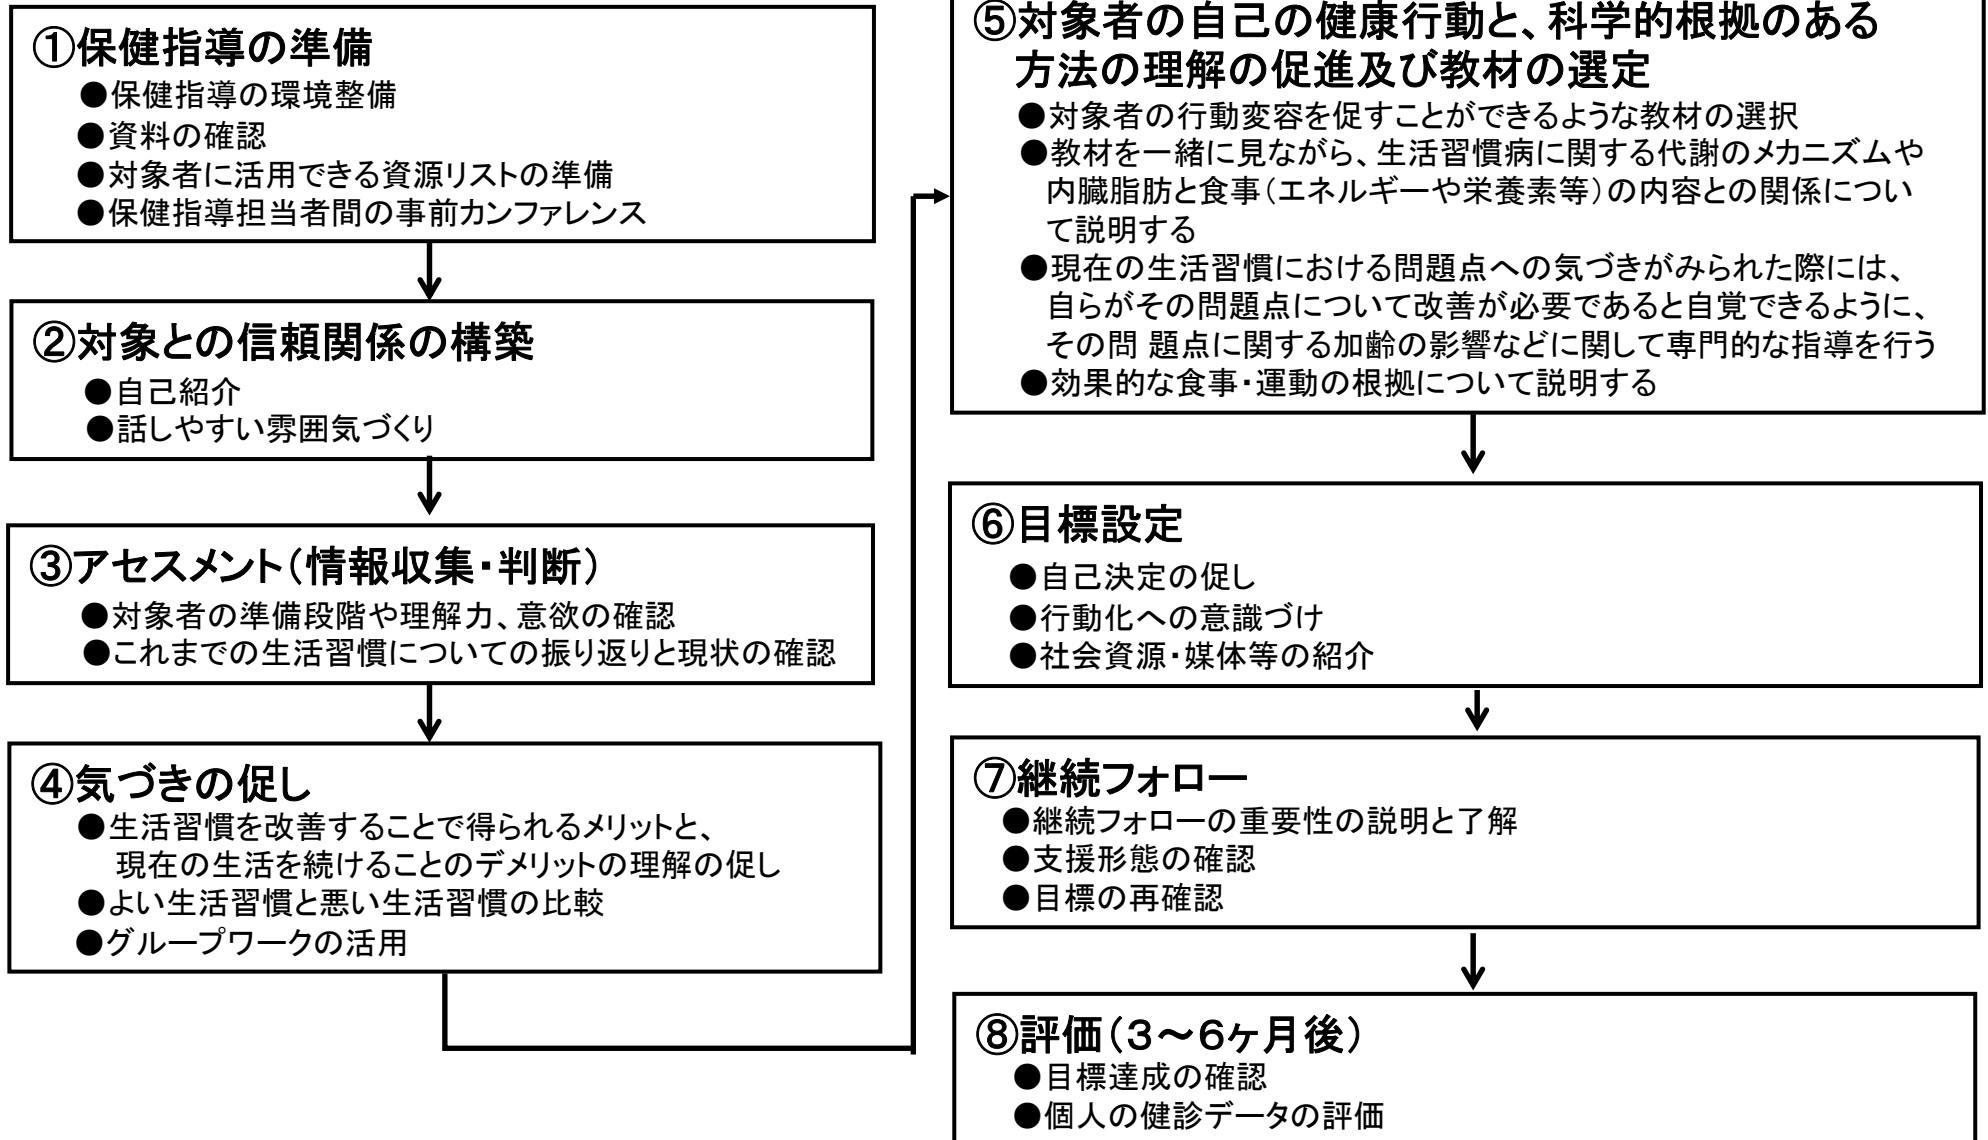 ①保健指導の準備
●保健指導の環境整備
●資料の確認
●対象者に活用できる資源リストの準備
●保健指導担当者間の事前カンファレンス
②対象との信頼関係の構築
●自己紹介
●話しやすい雰囲気づくり
③アセスメント（情報収集・判断）
●対象者の準備段階や理解力、意欲の確認
●これまでの生活習慣についての振り返りと現状の確認
④気づきの促し
●生活習慣を改善することで得られるメリットと、
現在の生活を続けることのデメリットの理解の促し
●よい生活習慣と悪い生活習慣の比較
●グループワークの活用
⑤対象者の自己の健康行動と、科学的根拠のある
方法の理解の促進及び教材の選定
●対象者の行動変容を促すことができるような教材の選択
●教材を一緒に見ながら、生活習慣病に関する代謝のメカニズムや
内臓脂肪と食事（エネルギーや栄養素等）の内容との関係につい
て説明する
●現在の生活習慣における問題点への気づきがみられた際には、
自らがその問題点について改善が必要であると自覚できるように、
その問 題点に関する加齢の影響などに関して専門的な指導を行う
●効果的な食事・運動の根拠について説明する
⑥目標設定
●自己決定の促し
●行動化への意識づけ
●社会資源・媒体等の紹介
⑦継続フォロー
●継続フォローの重要性の説明と了解
●支援形態の確認
●目標の再確認
⑧評価（３～６ヶ月後）
●目標達成の確認
●個人の健診データの評価